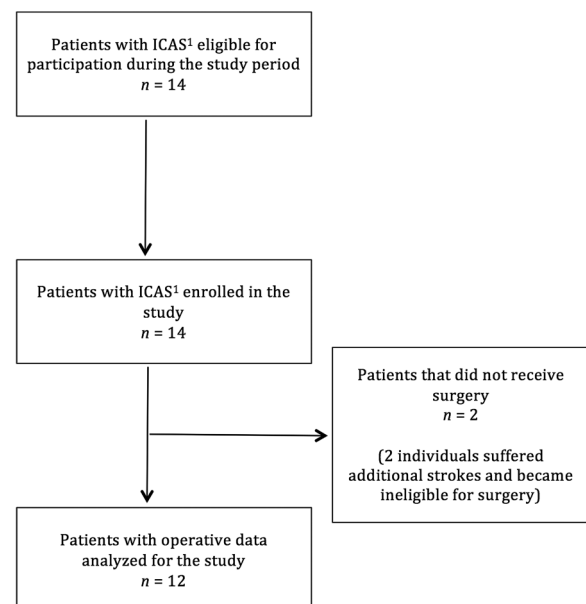 Patients with ICAS¹ eligible for
participation during the study period
n = 14
Patients with ICAS¹ enrolled in the
study
n = 14
Patients that did not receive
surgery
n = 2
(2 individuals suffered
additional strokes and became
ineligible for surgery)
Patients with operative data
analyzed for the study
n = 12